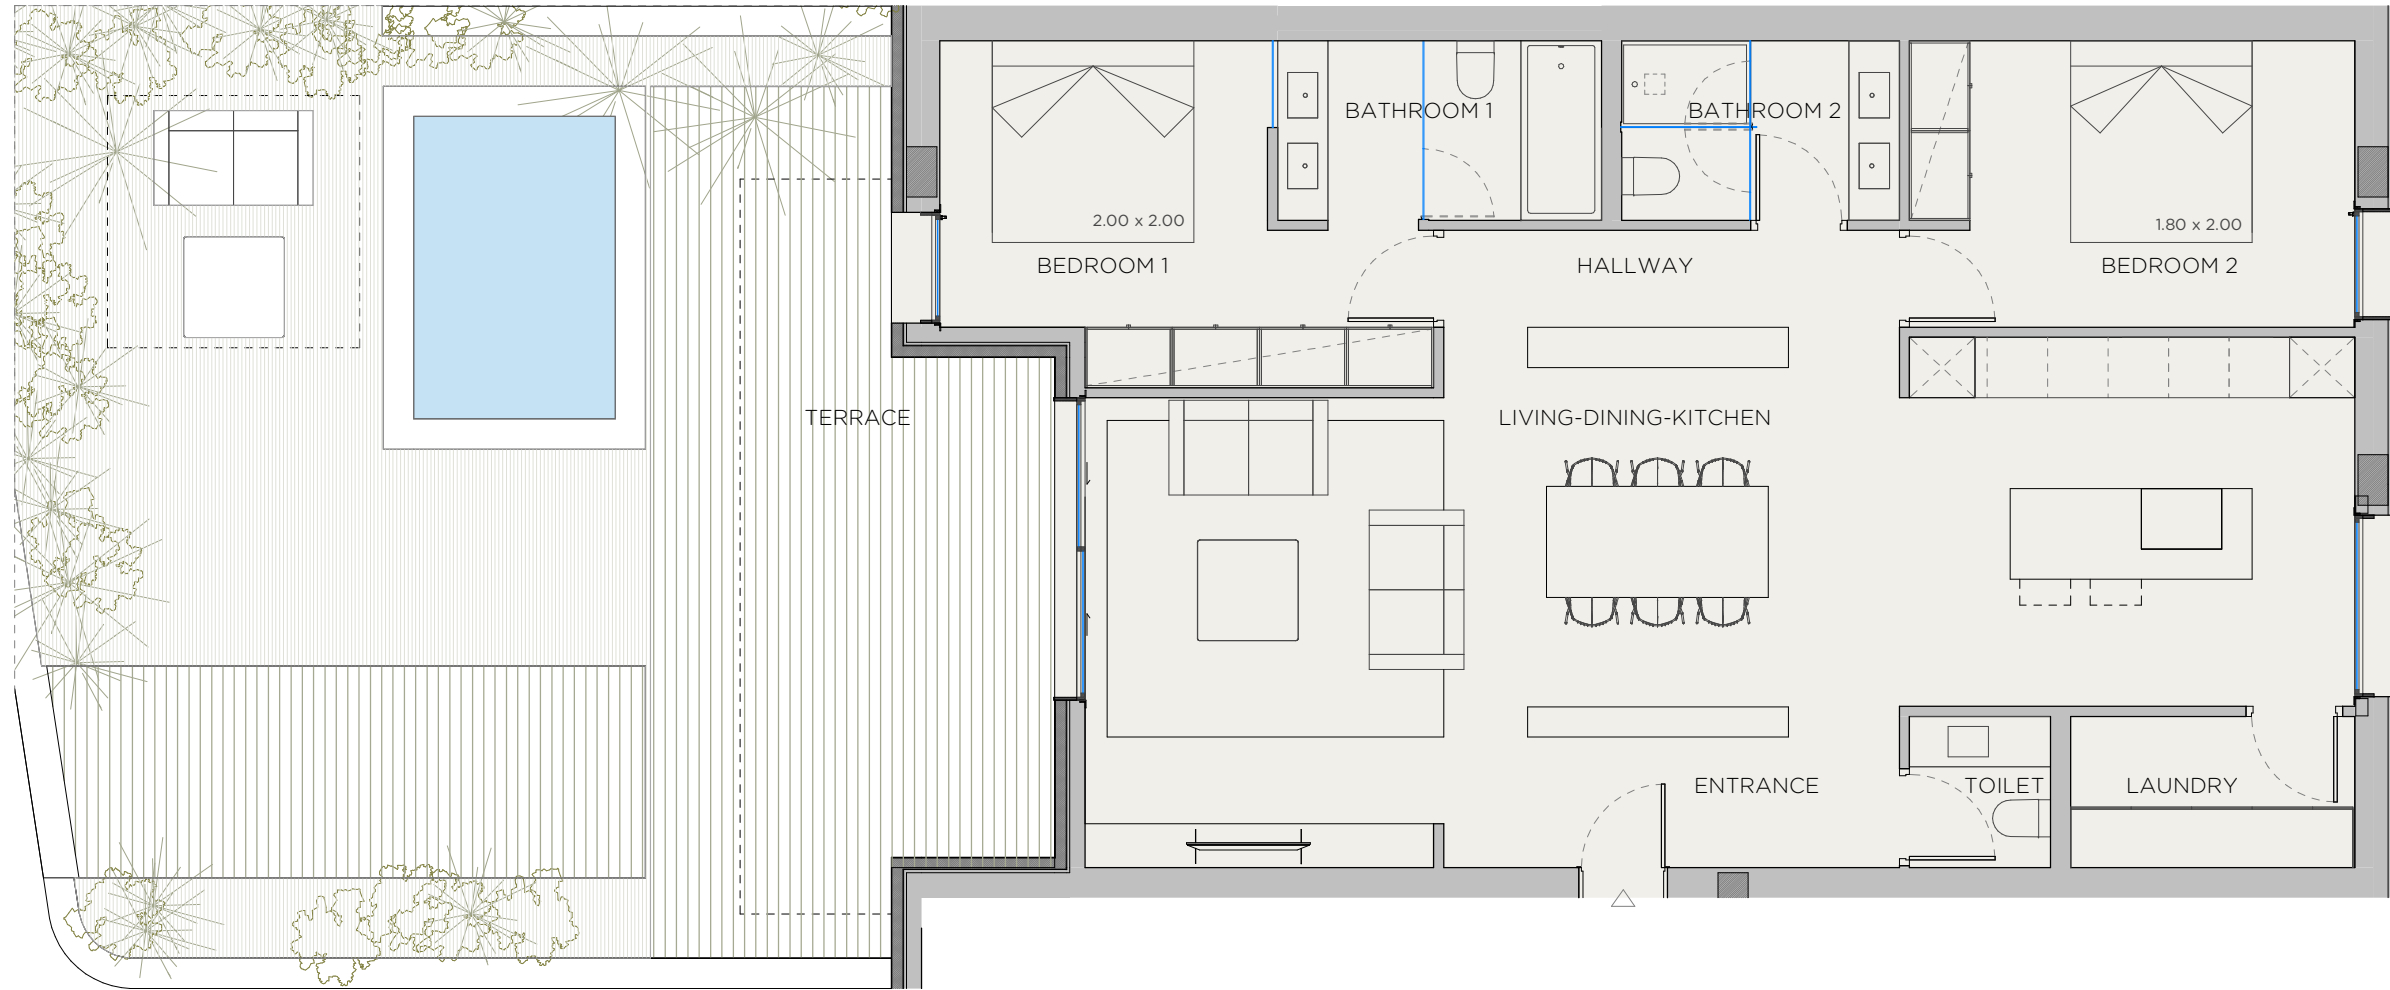 BATHROOM 1
BATHROOM 2
2.00 x 2.00
1.80 x 2.00
BEDROOM 1
HALLWAY
BEDROOM 2
TERRACE
LIVING-DINING-KITCHEN
ENTRANCE
TOILET
LAUNDRY